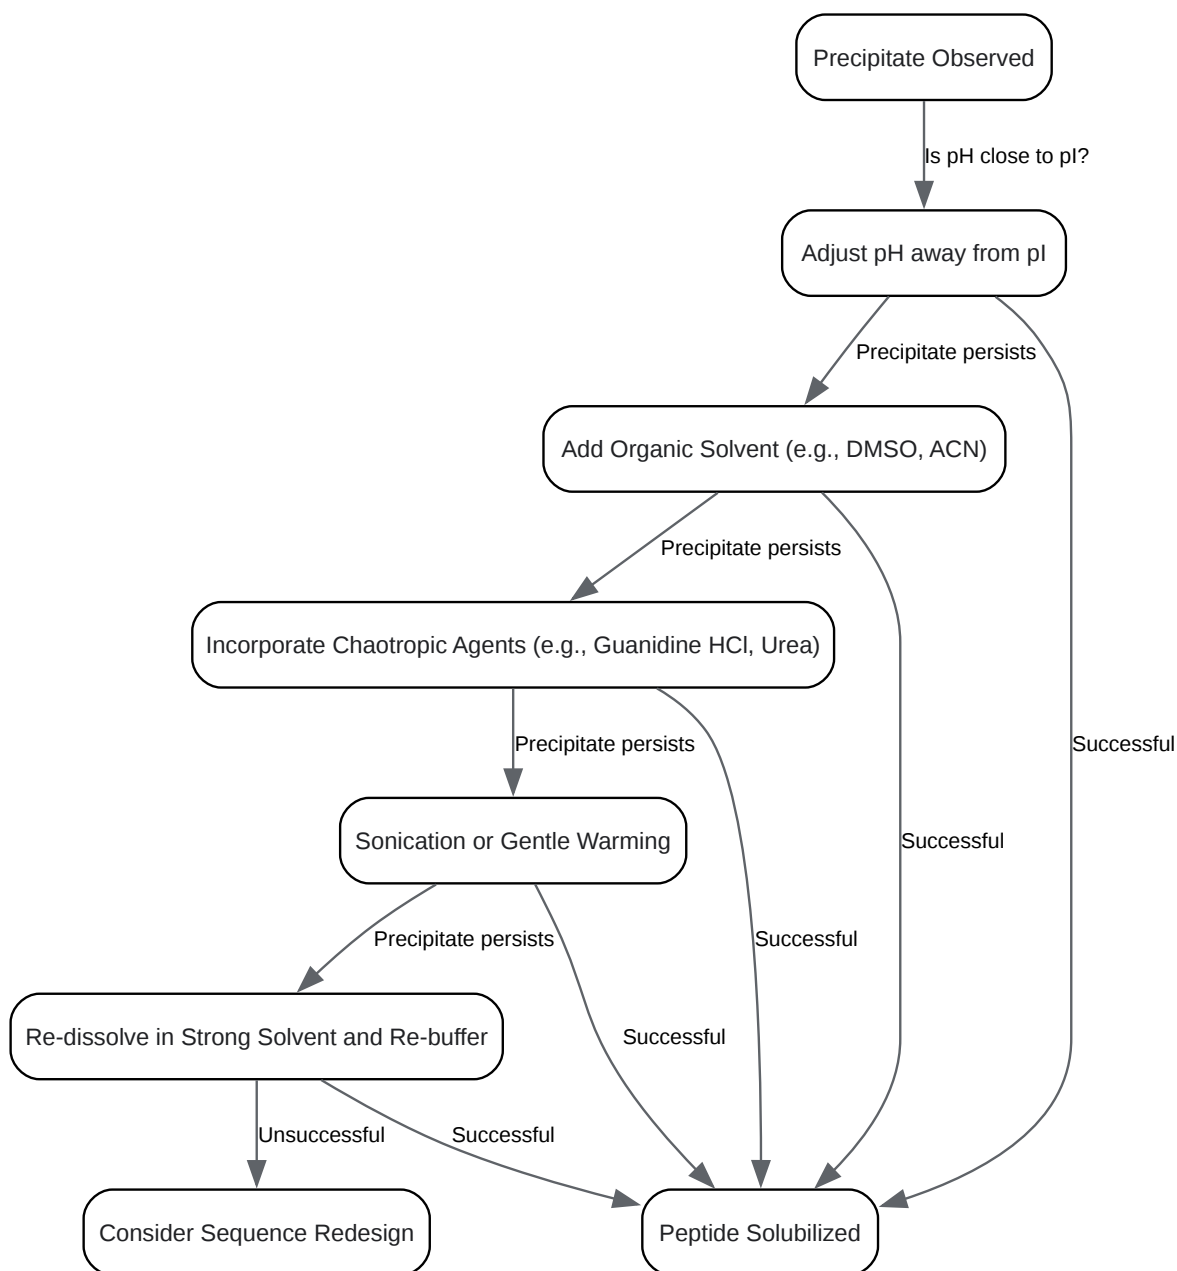 Precipitate Observed
Is pH close to pI?
Adjust pH away from pI
Precipitate persists
Add Organic Solvent (e.g., DMSO, ACN)
Precipitate persists
Incorporate Chaotropic Agents (e.g., Guanidine HCl, Urea)
Precipitate persists
Successful
Sonication or Gentle Warming
Successful
Precipitate persists
Successful
Re-dissolve in Strong Solvent and Re-buffer
Successful
Unsuccessful
Successful
Consider Sequence Redesign
Peptide Solubilized